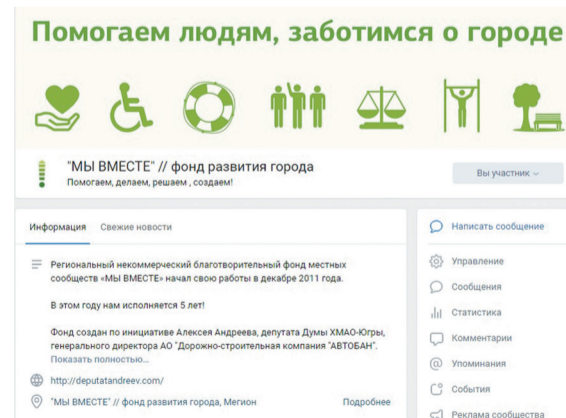 Помогаем людям, заботимся о городе
"МЫ ВМЕСТЕ" // фонд развития города
Помогаем, делаем, решаем , создаем!
Вы участник
Информация Свежие новости
Региональный некоммерческий благотворительный фонд местных
сообществ «МЫ ВМЕСТЕ» начал свою работы в декабре 2011 года.
В этом году нам исполняется 5 лет!
Фонд создан по инициативе Алексея Андреева, депутата Думы ХМАО-Югры,
генерального директора АО "Дорожно-строительная компания "АВТОБАН".
Показать полностью...
http://deputatandreev.com/
"МЫ ВМЕСТЕ" // фонд развития города, Мегион Подробнее
Написать сообщение
Управление
Сообщения
Статистика
Комментарии
Упоминания
События
Реклама сообщества